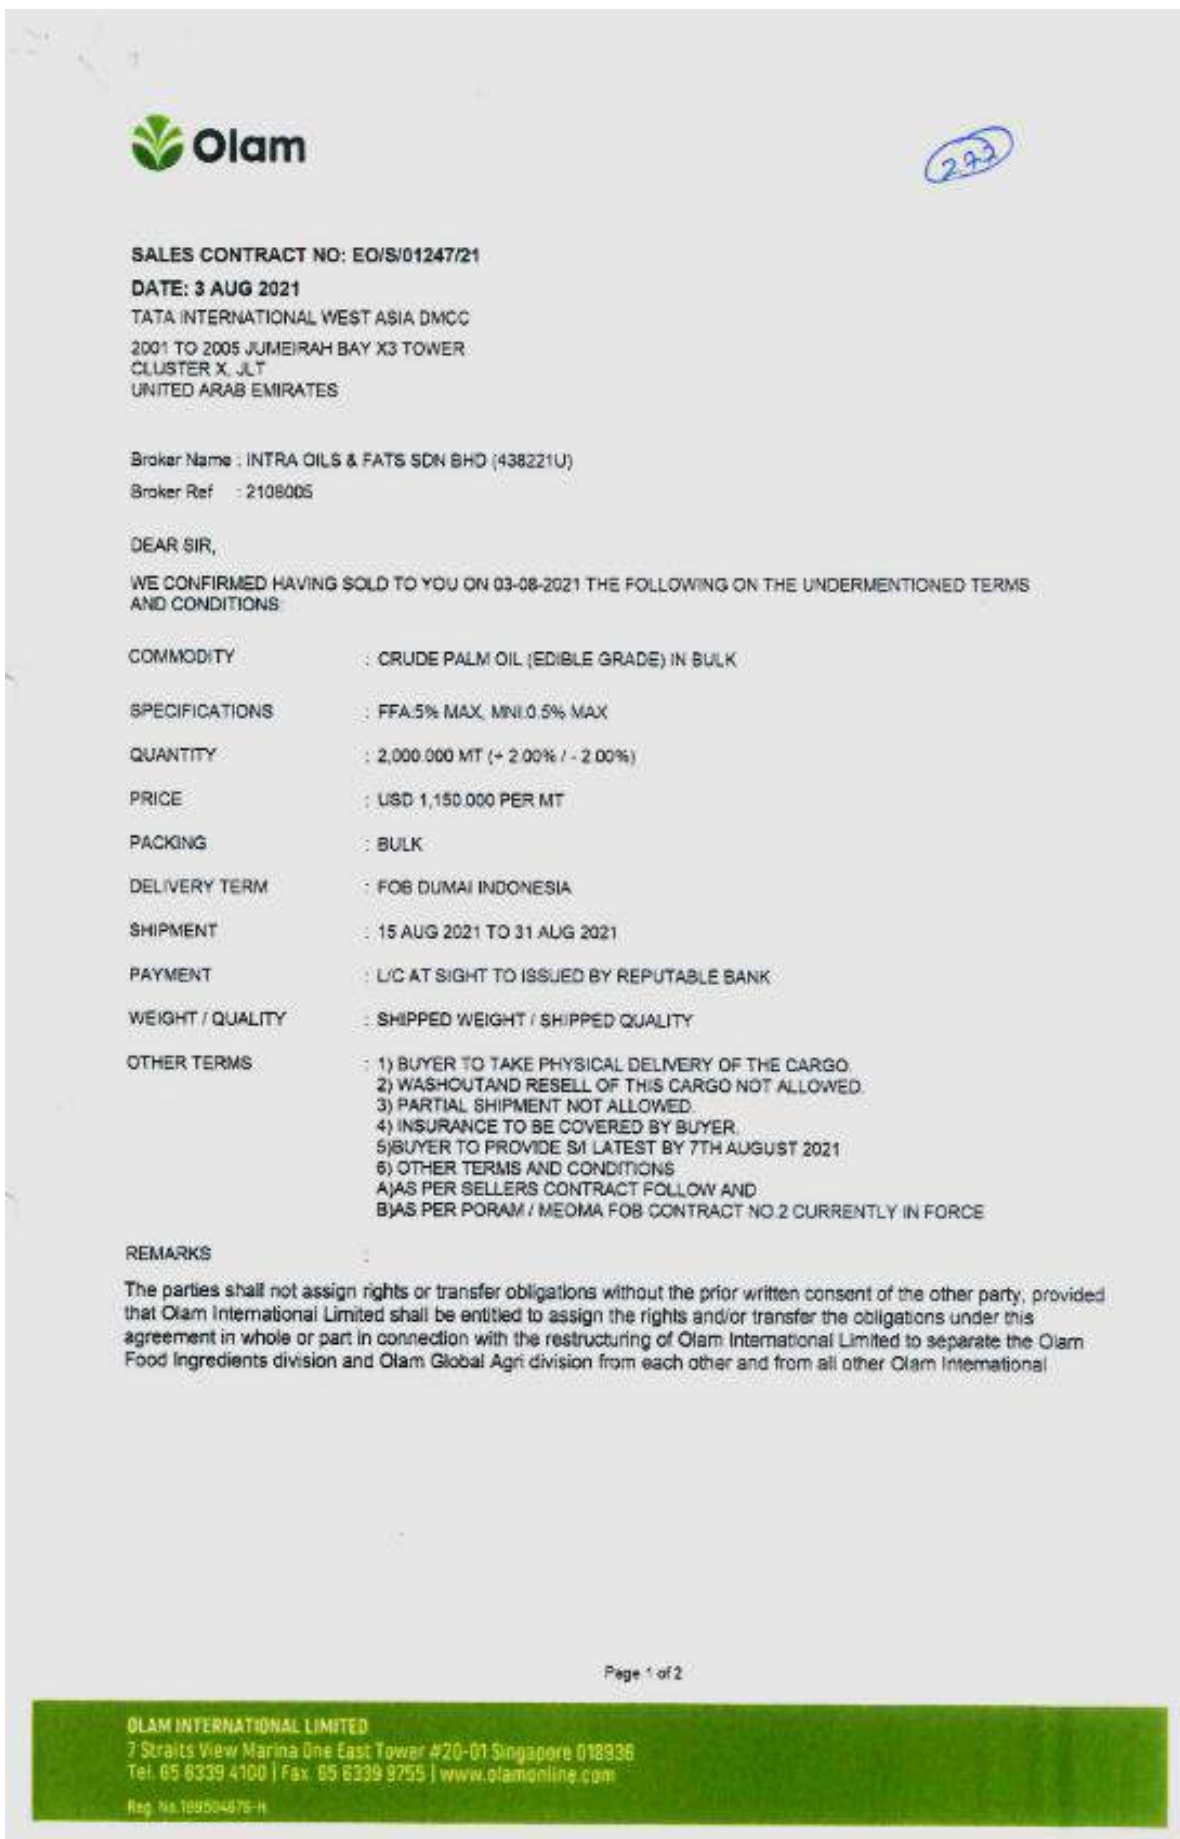 Olam
SALES CONTRACT NO: EO/S/01247/21
DATE: 3 AUG 2021
TATA INTERNATIONAL WEST ASIA DMCC
2001 TO 2005 JUMEIRAH BAY X3 TOWER
CLUSTER X, JLT
UNITED ARAB EMIRATES
Broker Name : INTRA OILS & FATS SDN BHD (438221U)
Broker Ref : 2108005
DEAR SIR,
WE CONFIRMED HAVING SOLD TO YOU ON 03-08-2021 THE FOLLOWING ON THE UNDERMENTIONED TERMS
AND CONDITIONS:
COMMODITY : CRUDE PALM OIL (EDIBLE GRADE) IN BULK
SPECIFICATIONS : FFA:5% MAX, MNI:0.5% MAX
QUANTITY : 2,000.000 MT (+ 2.00% / - 2.00%)
PRICE : USD 1,150.000 PER MT
PACKING : BULK
DELIVERY TERM : FOB DUMAI INDONESIA
SHIPMENT : 15 AUG 2021 TO 31 AUG 2021
PAYMENT : L/C AT SIGHT TO ISSUED BY REPUTABLE BANK
WEIGHT / QUALITY : SHIPPED WEIGHT / SHIPPED QUALITY
OTHER TERMS : 1) BUYER TO TAKE PHYSICAL DELIVERY OF THE CARGO.
2) WASHOUTAND RESELL OF THIS CARGO NOT ALLOWED.
3) PARTIAL SHIPMENT NOT ALLOWED.
4) INSURANCE TO BE COVERED BY BUYER.
5)BUYER TO PROVIDE S/I LATEST BY 7TH AUGUST 2021
6) OTHER TERMS AND CONDITIONS
A)AS PER SELLERS CONTRACT FOLLOW AND
B)AS PER PORAM / MEOMA FOB CONTRACT NO.2 CURRENTLY IN FORCE
REMARKS :
The parties shall not assign rights or transfer obligations without the prior written consent of the other party, provided
that Olam International Limited shall be entitled to assign the rights and/or transfer the obligations under this
agreement in whole or part in connection with the restructuring of Olam International Limited to separate the Olam
Food Ingredients division and Olam Global Agri division from each other and from all other Olam International
Page 1 of 2
OLAM INTERNATIONAL LIMITED
7 Straits View Marina One East Tower #20-01 Singapore 018936
Tel. 65 6339 4100 | Fax. 65 6339 9755 | www.olamonline.com
Reg. No.199504676-H